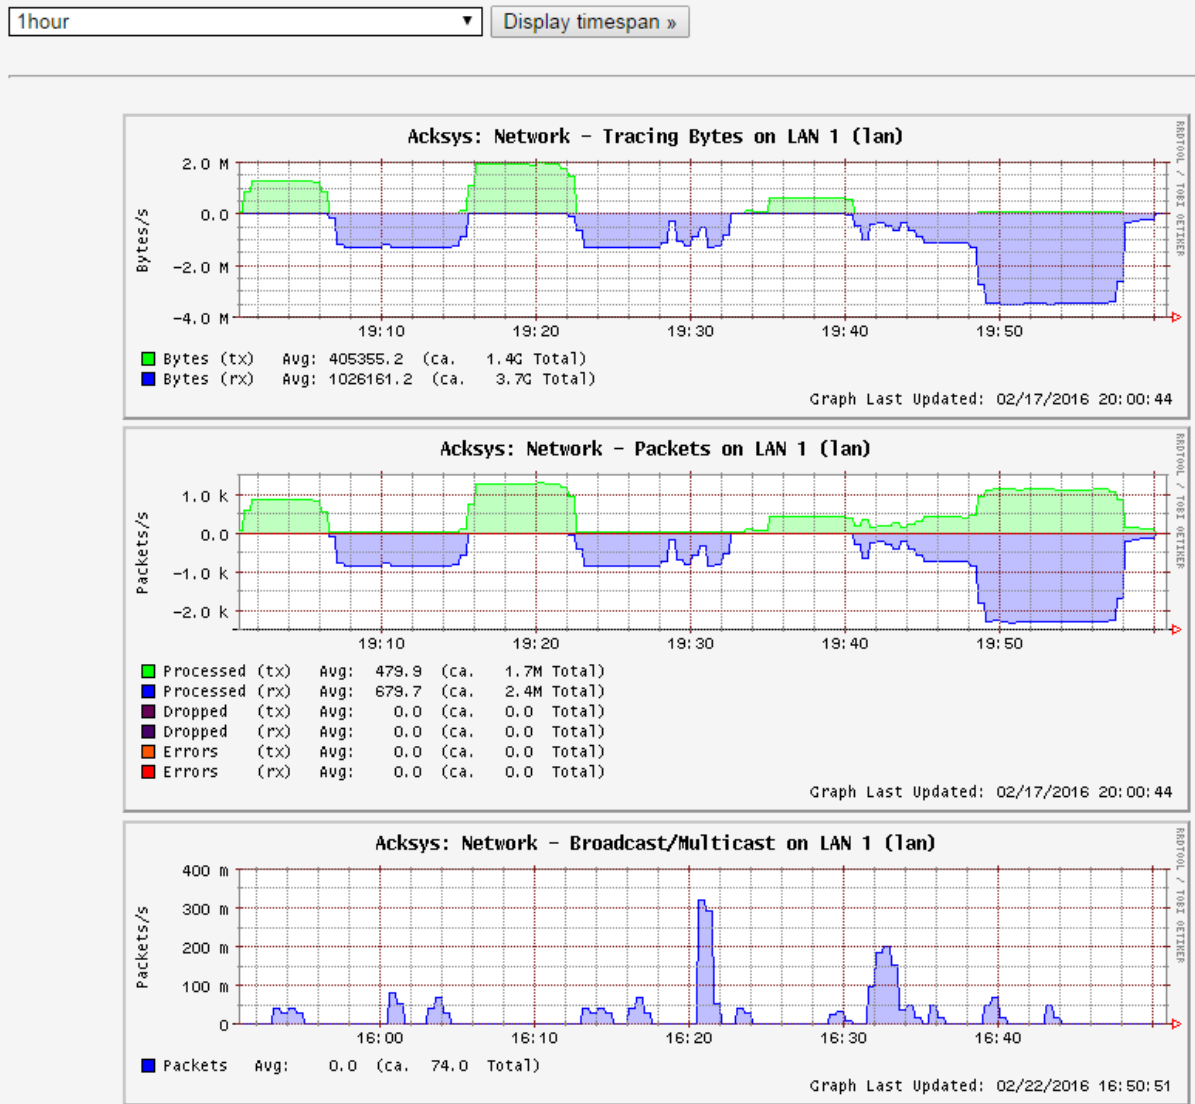 1hour Display timespan »
Acksys: Network - Tracing Bytes on LAN 1 (lan)
RRDTOOL / TOBI OETIKER
Bytes/s
2.0 M
0.0
-2.0 M
-4.0 M
19:10 19:20 19:30 19:40 19:50
Bytes (tx) Avg: 405355.2 (ca. 1.4G Total)
Bytes (rx) Avg: 1026161.2 (ca. 3.7G Total)
Graph Last Updated: 02/17/2016 20:00:44
Acksys: Network - Packets on LAN 1 (lan)
RRDTOOL / TOBI OETIKER
Packets/s
1.0 k
0.0
-1.0 k
-2.0 k
19:10 19:20 19:30 19:40 19:50
Processed (tx) Avg: 479.9 (ca. 1.7M Total)
Processed (rx) Avg: 679.7 (ca. 2.4M Total)
Dropped (tx) Avg: 0.0 (ca. 0.0 Total)
Dropped (rx) Avg: 0.0 (ca. 0.0 Total)
Errors (tx) Avg: 0.0 (ca. 0.0 Total)
Errors (rx) Avg: 0.0 (ca. 0.0 Total)
Graph Last Updated: 02/17/2016 20:00:44
Acksys: Network - Broadcast/Multicast on LAN 1 (lan)
RRDTOOL / TOBI OETIKER
Packets/s
400 m
300 m
200 m
100 m
0
16:00 16:10 16:20 16:30 16:40
Packets Avg: 0.0 (ca. 74.0 Total)
Graph Last Updated: 02/22/2016 16:50:51